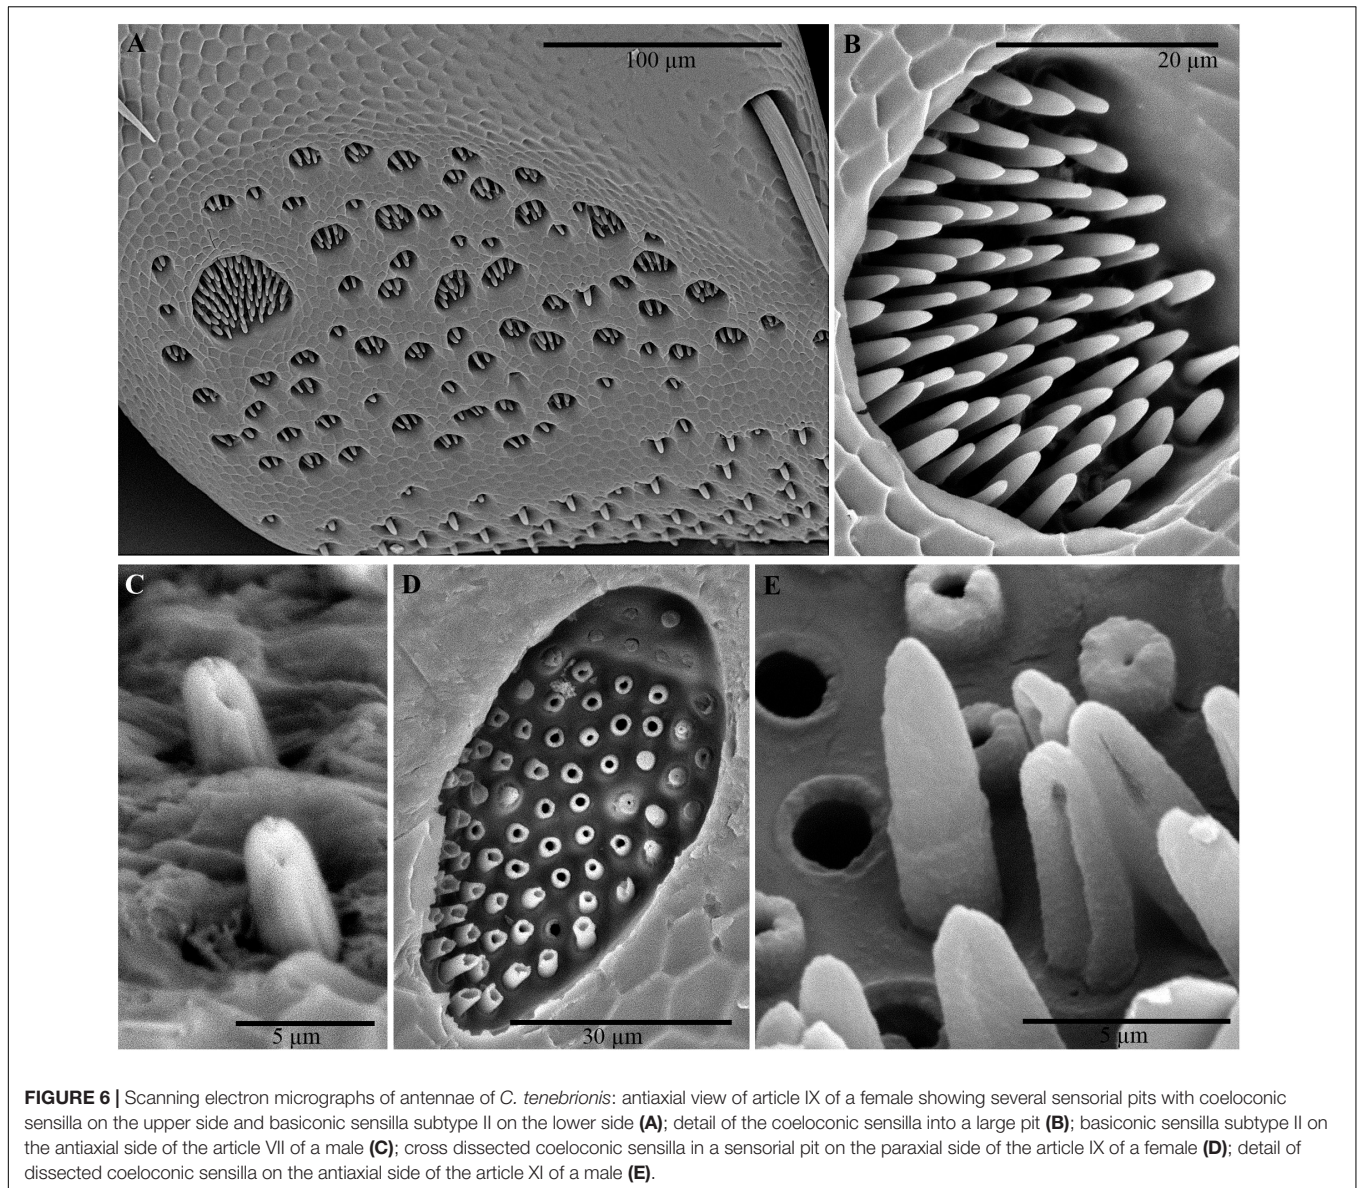 A
100 µm
B
20 µm
C
5 µm
D
30 µm
E
5 µm
FIGURE 6 | Scanning electron micrographs of antennae of C. tenebrionis: antiaxial view of article IX of a female showing several sensorial pits with coeloconic
sensilla on the upper side and basiconic sensilla subtype II on the lower side (A); detail of the coeloconic sensilla into a large pit (B); basiconic sensilla subtype II on
the antiaxial side of the article VII of a male (C); cross dissected coeloconic sensilla in a sensorial pit on the paraxial side of the article IX of a female (D); detail of
dissected coeloconic sensilla on the antiaxial side of the article XI of a male (E).